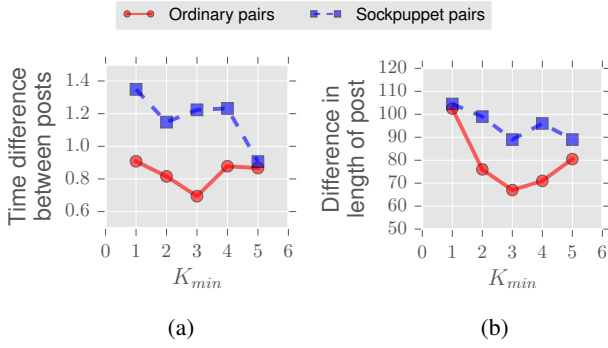 Ordinary pairs Sockpuppet pairs
Time difference
between posts
1.4
1.2
1.0
0.8
0.6
0 1 2 3 4 5 6
K_min
(a)
Difference in
length of post
120
110
100
90
80
70
60
50
0 1 2 3 4 5 6
K_min
(b)